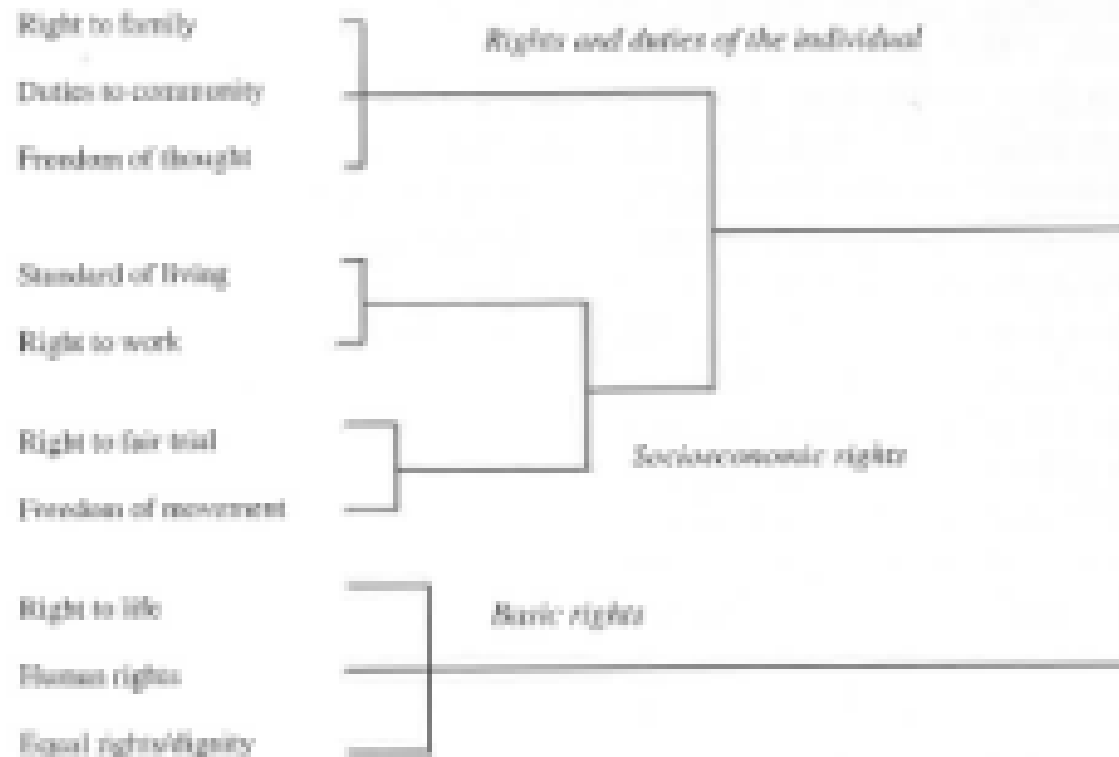 Right to family
Rights and duties of the individual
Duties to community
Freedom of thought
Standard of living
Right to work
Right to fair trial
Socioeconomic rights
Freedom of movement
Right to life
Basic rights
Human rights
Equal rights/dignity